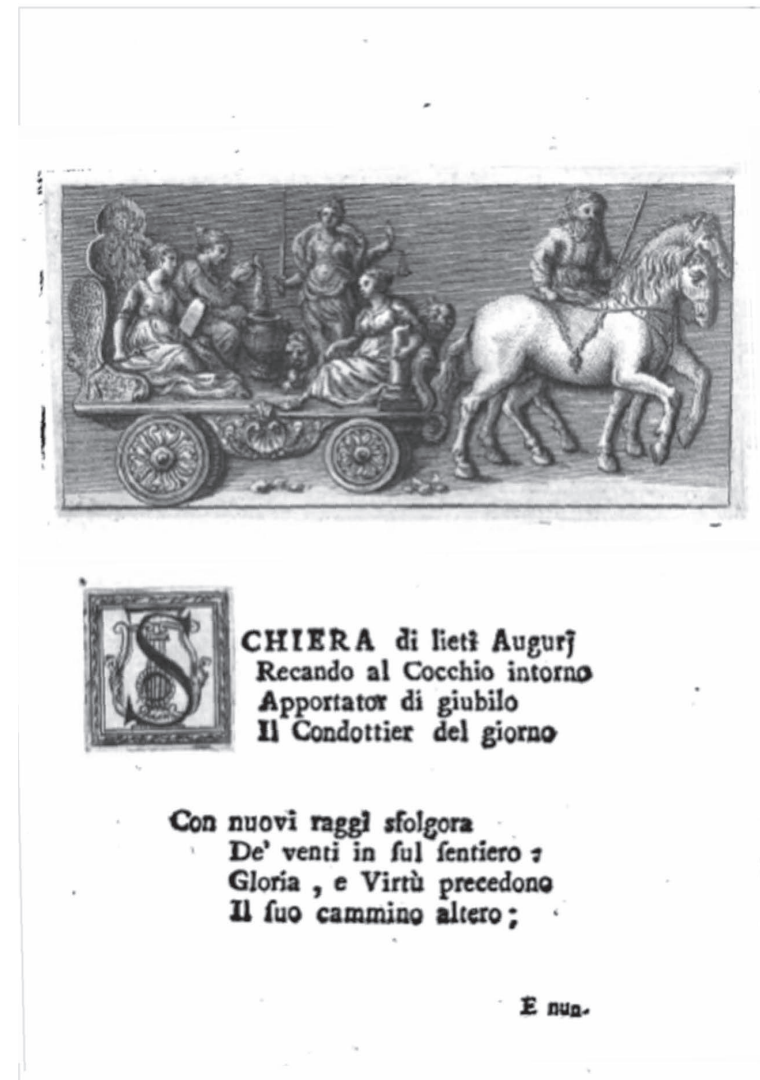 SCHIERA di lieti Augurj
Recando al Cocchio intorno
Apportator di giubilo
Il Condottier del giorno
Con nuovi raggi sfolgora
De' venti in ſul ſentiero :
Gloria , e Virtù precedono
Il ſuo cammino altero ;
E nun-